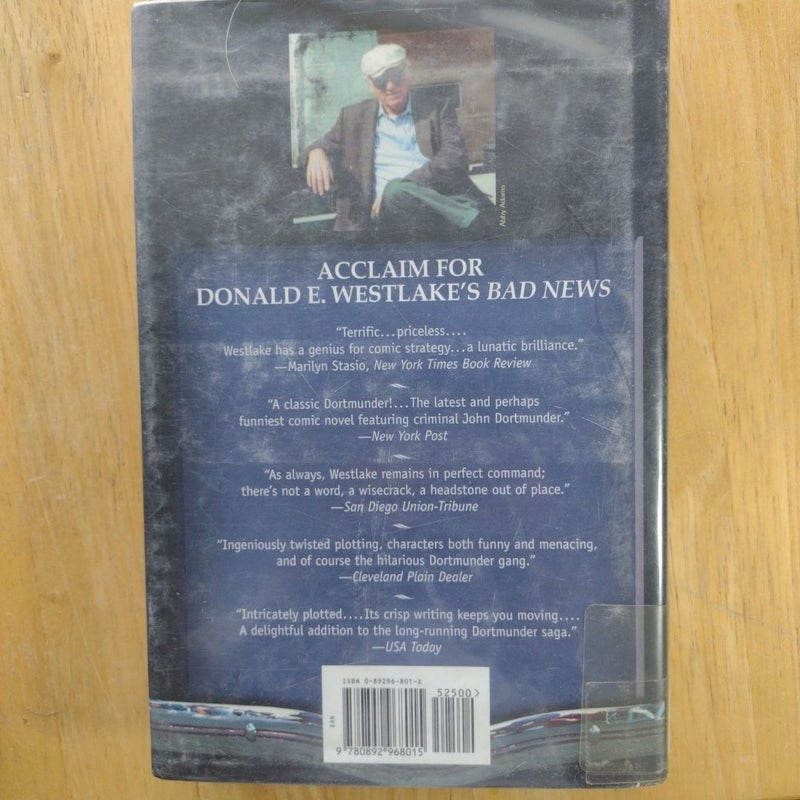 Abby Adams
ACCLAIM FOR
DONALD E. WESTLAKE'S BAD NEWS
“Terrific...priceless....
Westlake has a genius for comic strategy...a lunatic brilliance.”
—Marilyn Stasio, New York Times Book Review
“A classic Dortmunder!...The latest and perhaps
funniest comic novel featuring criminal John Dortmunder.”
—New York Post
“As always, Westlake remains in perfect command;
there's not a word, a wisecrack, a headstone out of place.”
—San Diego Union-Tribune
“Ingeniously twisted plotting, characters both funny and menacing,
and of course the hilarious Dortmunder gang.”
—Cleveland Plain Dealer
“Intricately plotted....Its crisp writing keeps you moving....
A delightful addition to the long-running Dortmunder saga.”
—USA Today
ISBN 0-89296-801-X
52500>
EAN
9 780892 968015